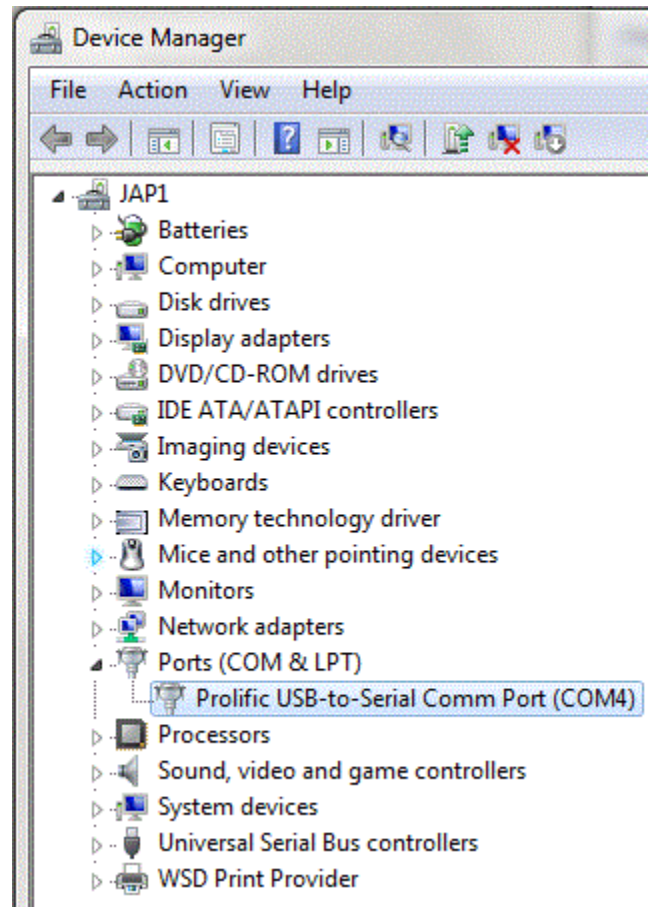 Device Manager
File Action View Help
?
JAP1
Batteries
Computer
Disk drives
Display adapters
DVD/CD-ROM drives
IDE ATA/ATAPI controllers
Imaging devices
Keyboards
Memory technology driver
Mice and other pointing devices
Monitors
Network adapters
Ports (COM & LPT)
Prolific USB-to-Serial Comm Port (COM4)
Processors
Sound, video and game controllers
System devices
Universal Serial Bus controllers
WSD Print Provider